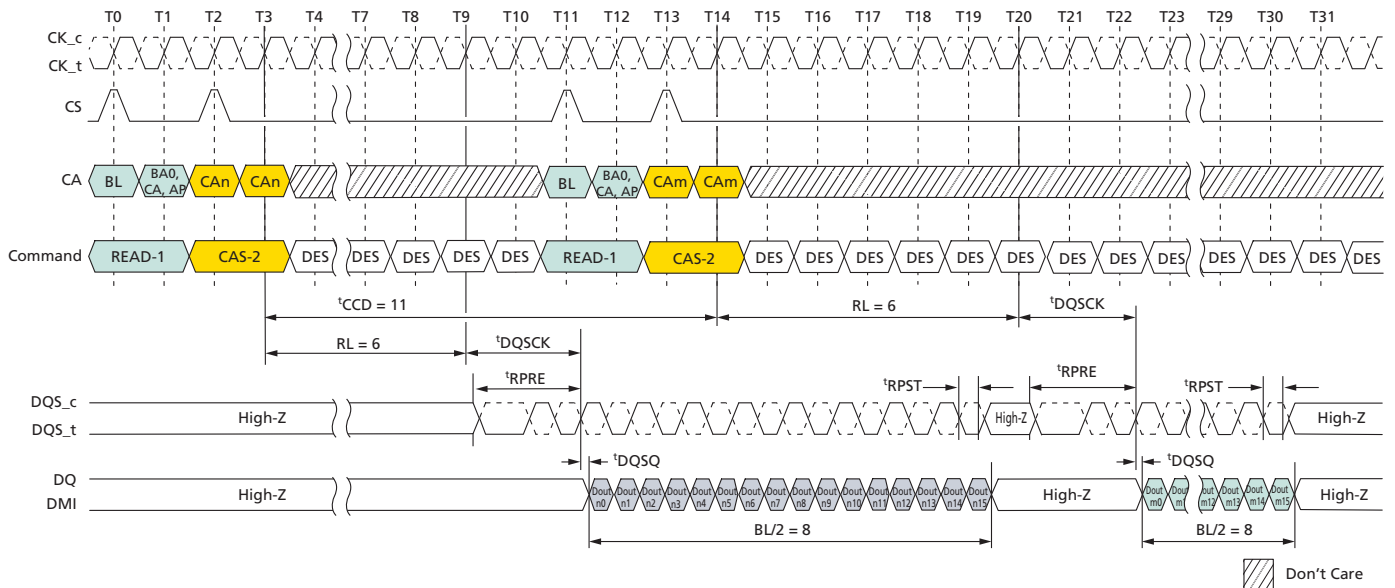 T0 T1 T2 T3 T4 T7 T8 T9 T10 T11 T12 T13 T14 T15 T16 T17 T18 T19 T20 T21 T22 T23 T29 T30 T31
CK_c
CK_t
CS
CA BL BA0, CA, AP CAn CAn BL BA0, CA, AP CAm CAm
Command READ-1 CAS-2 DES DES DES DES DES READ-1 CAS-2 DES DES DES DES DES DES DES DES DES DES DES DES DES
tCCD = 11 RL = 6 tDQSCK
RL = 6 tDQSCK
tRPRE tRPST tRPRE tRPST
DQS_c
DQS_t
High-Z High-Z High-Z
tDQSQ tDQSQ
DQ
DMI
High-Z Dout n0 Dout n1 Dout n2 Dout n3 Dout n4 Dout n5 Dout n6 Dout n7 Dout n8 Dout n9 Dout n10 Dout n11 Dout n12 Dout n13 Dout n14 Dout n15 High-Z Dout m0 Dout Dout m12 Dout m13 Dout m14 Dout m15 High-Z
BL/2 = 8 BL/2 = 8
Don't Care